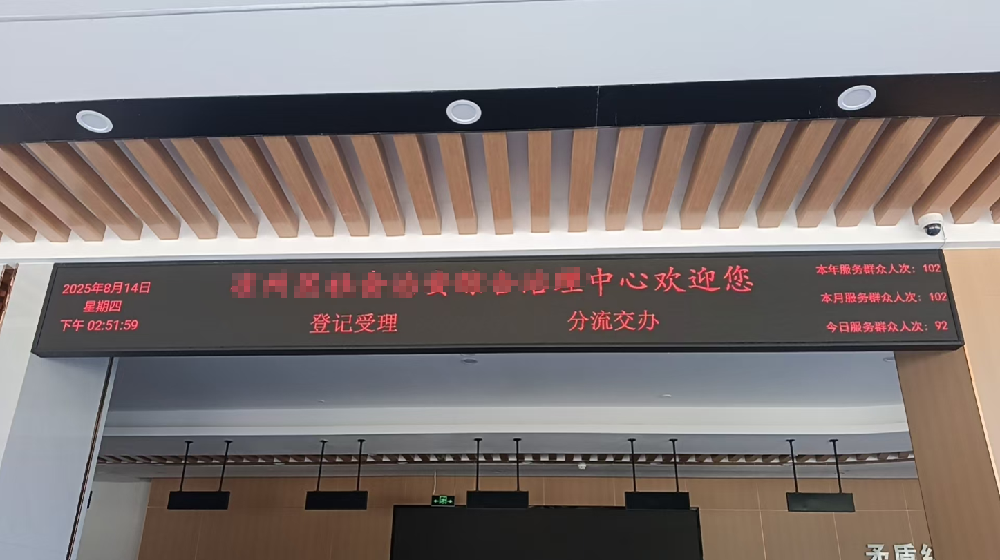 2025年8月14日
星期四
下午 02:51:59
理中心欢迎您
登记受理
分流交办
本年服务群众人次：102
本月服务群众人次：102
今日服务群众人次：92
矛盾